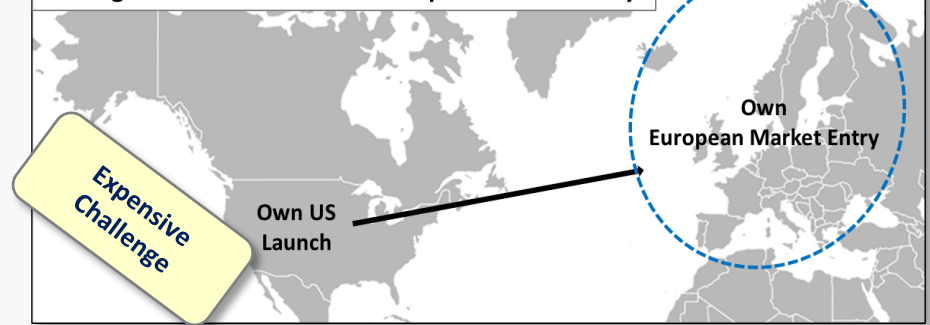 Own
European Market Entry
Own US
Launch
Expensive
Challenge